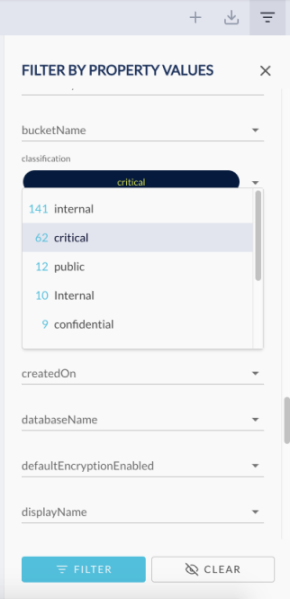 FILTER BY PROPERTY VALUES
bucketName
classification
critical
141 internal
62 critical
12 public
10 Internal
9 confidential
createdOn
databaseName
defaultEncryptionEnabled
displayName
FILTER
CLEAR